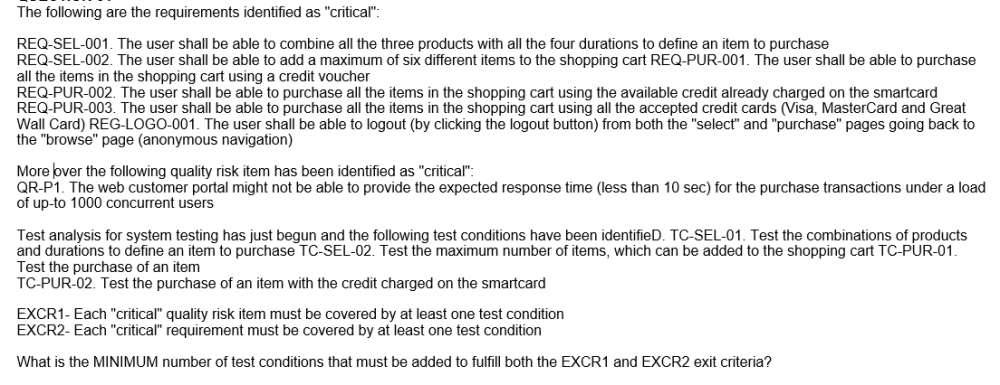 The following are the requirements identified as "critical":
REQ-SEL-001. The user shall be able to combine all the three products with all the four durations to define an item to purchase
REQ-SEL-002. The user shall be able to add a maximum of six different items to the shopping cart REQ-PUR-001. The user shall be able to purchase
all the items in the shopping cart using a credit voucher
REQ-PUR-002. The user shall be able to purchase all the items in the shopping cart using the available credit already charged on the smartcard
REQ-PUR-003. The user shall be able to purchase all the items in the shopping cart using all the accepted credit cards (Visa, MasterCard and Great
Wall Card) REG-LOGO-001. The user shall be able to logout (by clicking the logout button) from both the "select" and "purchase" pages going back to
the "browse" page (anonymous navigation)
More over the following quality risk item has been identified as "critical":
QR-P1. The web customer portal might not be able to provide the expected response time (less than 10 sec) for the purchase transactions under a load
of up-to 1000 concurrent users
Test analysis for system testing has just begun and the following test conditions have been identifieD. TC-SEL-01. Test the combinations of products
and durations to define an item to purchase TC-SEL-02. Test the maximum number of items, which can be added to the shopping cart TC-PUR-01.
Test the purchase of an item
TC-PUR-02. Test the purchase of an item with the credit charged on the smartcard
EXCR1- Each "critical" quality risk item must be covered by at least one test condition
EXCR2- Each "critical" requirement must be covered by at least one test condition
What is the MINIMUM number of test conditions that must be added to fulfill both the EXCR1 and EXCR2 exit criteria?